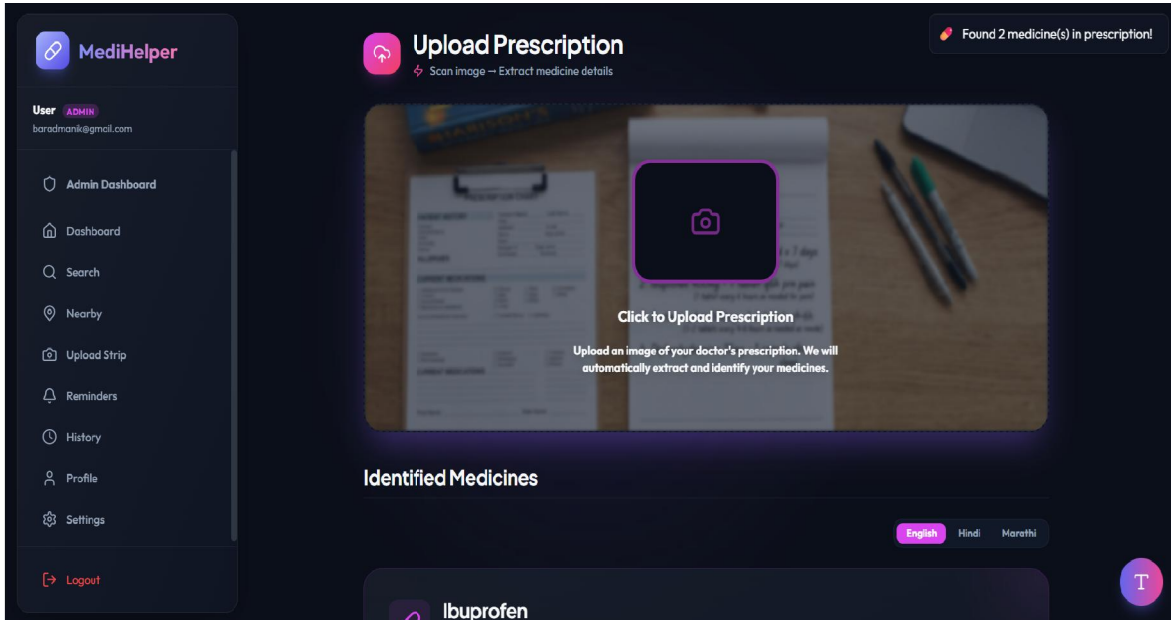 MediHelper
User ADMIN
baradmanik@gmail.com
Admin Dashboard
Dashboard
Search
Nearby
Upload Strip
Reminders
History
Profile
Settings
Logout
Upload Prescription
Scan image → Extract medicine details
Found 2 medicine(s) in prescription!
Click to Upload Prescription
Upload an image of your doctor's prescription. We will
automatically extract and identify your medicines.
Identified Medicines
English Hindi Marathi
Ibuprofen
T